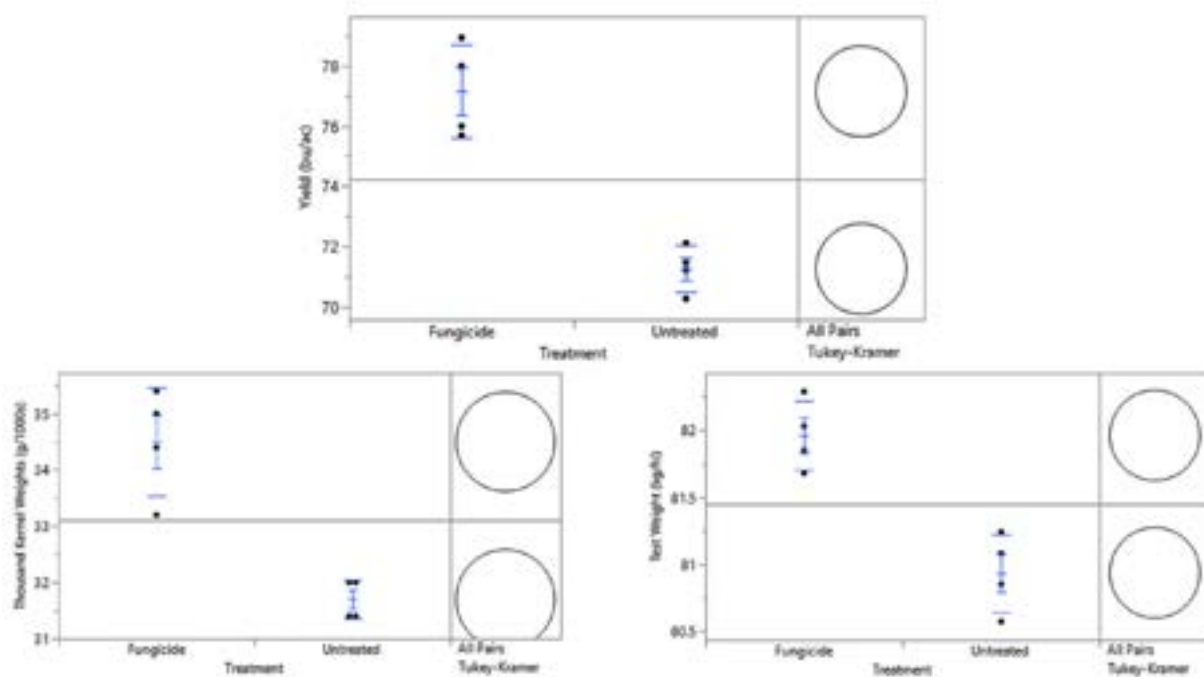 Yield (bu/ac)
78
76
74
72
70
Fungicide
Untreated
All Pairs
Tukey-Kramer
Treatment
Thousand Kernel Weights (g/1000s)
35
34
33
32
31
Fungicide
Untreated
All Pairs
Tukey-Kramer
Treatment
Test Weight (kg/hl)
82
81.5
81
80.5
Fungicide
Untreated
All Pairs
Tukey-Kramer
Treatment